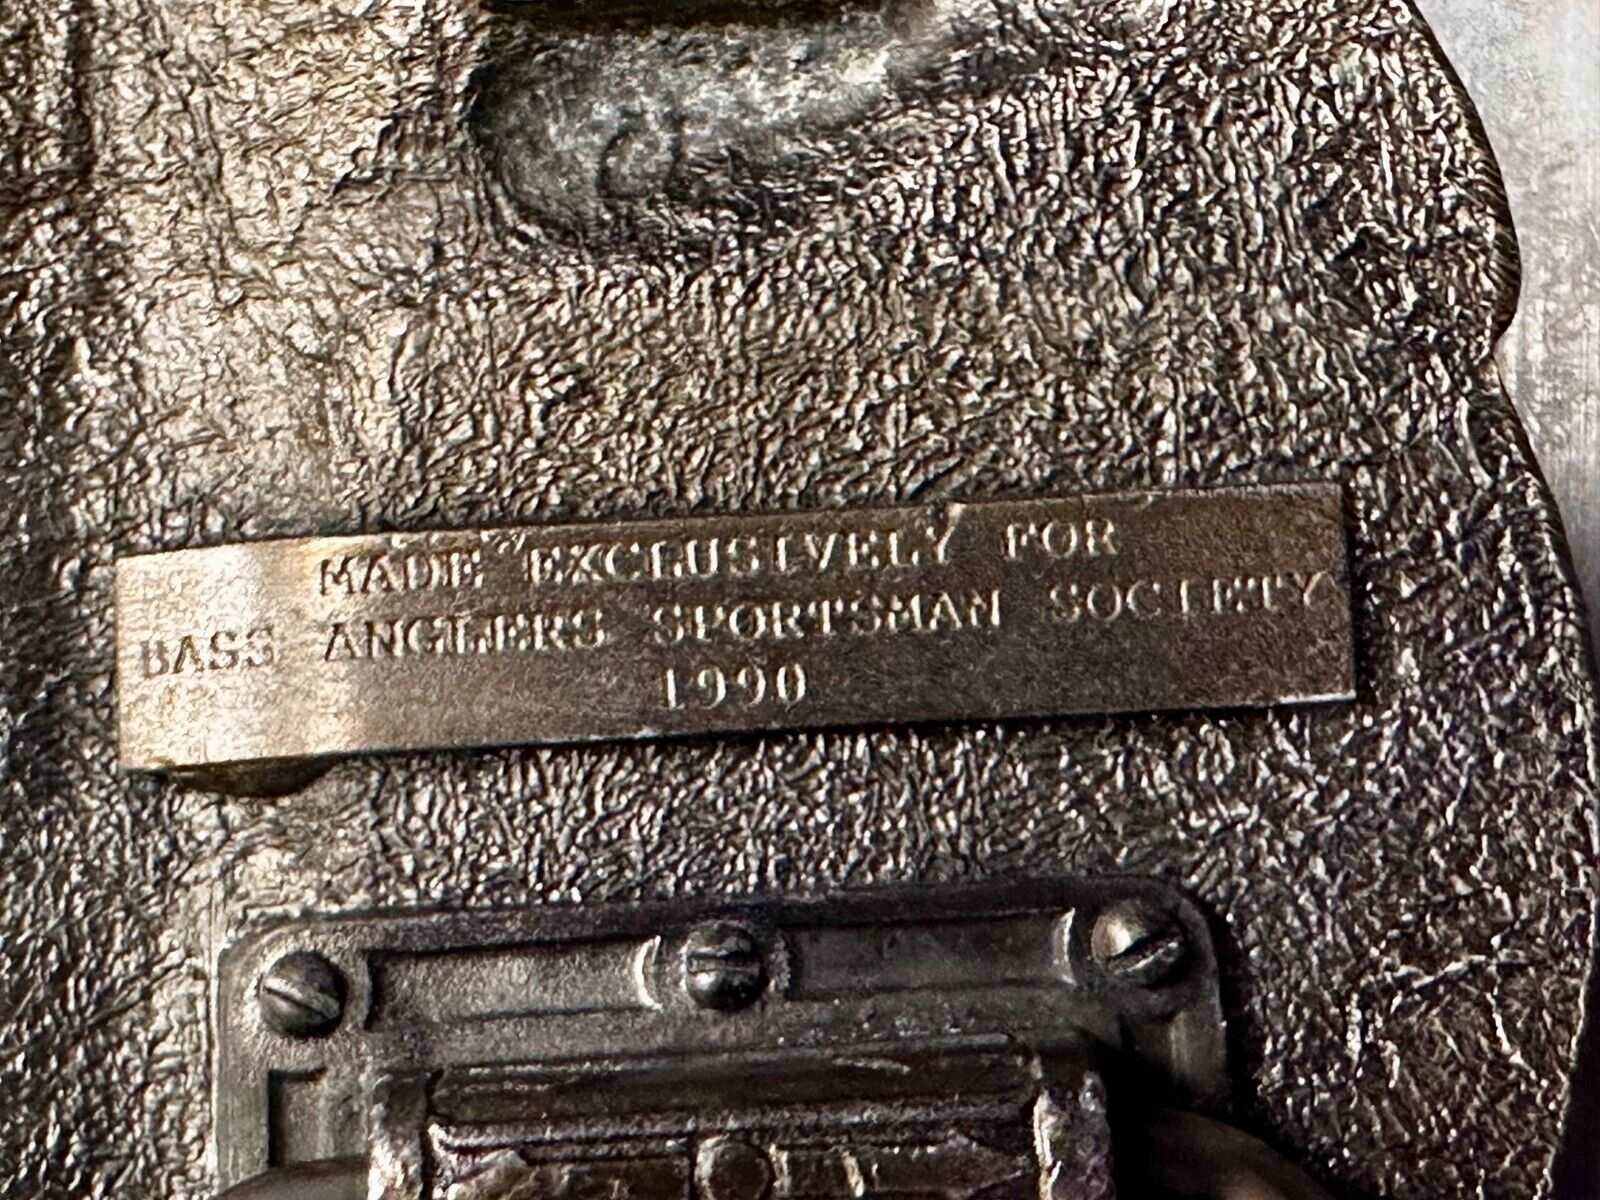 MADE EXCLUSIVELY FOR
BASS ANGLERS SPORTSMAN SOCIETY
1990